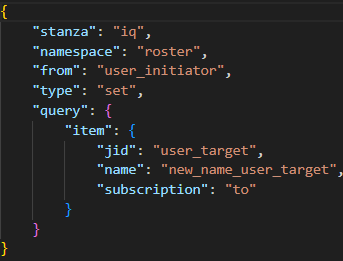 {
    "stanza": "iq",
    "namespace": "roster",
    "from": "user_initiator",
    "type": "set",
    "query": {
        "item": {
            "jid": "user_target",
            "name": "new_name_user_target",
            "subscription": "to"
        }
    }
}